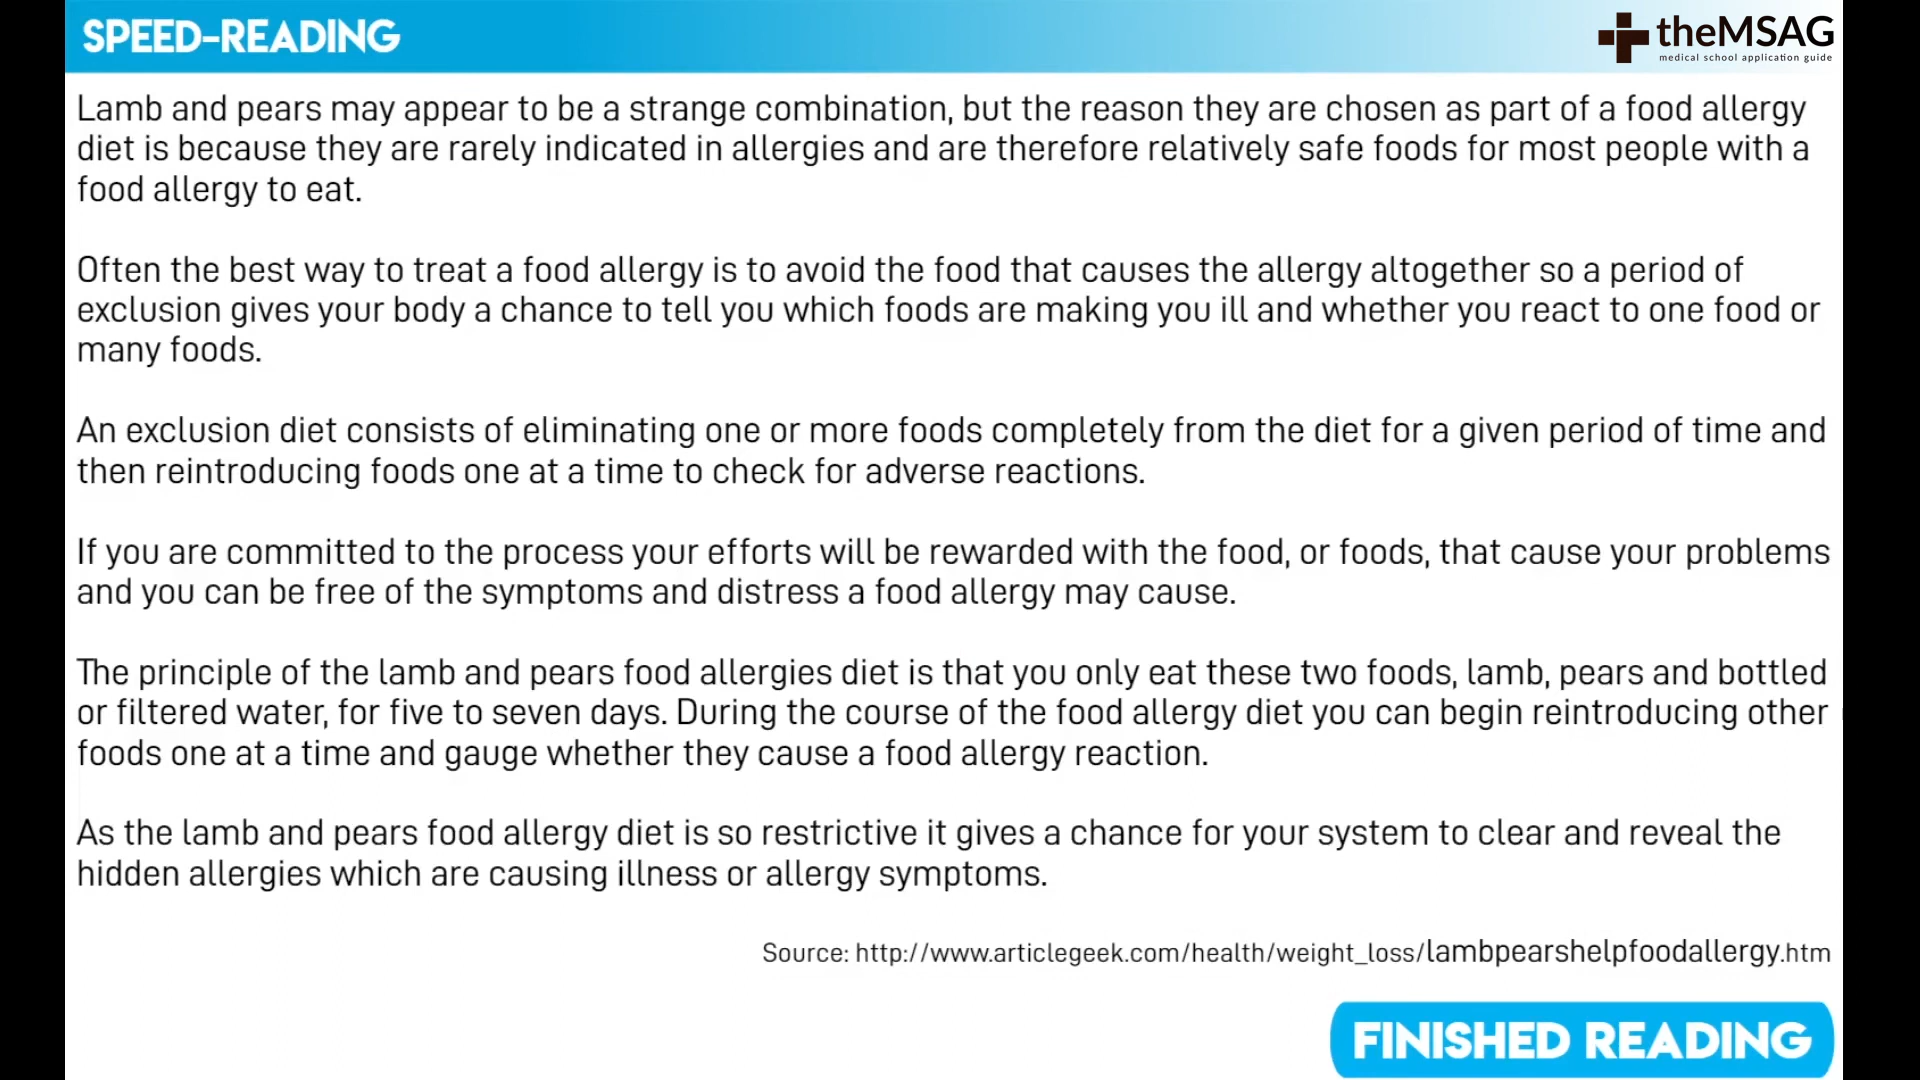 SPEED-READING
theMSAG
medical school application guide
Lamb and pears may appear to be a strange combination, but the reason they are chosen as part of a food allergy
diet is because they are rarely indicated in allergies and are therefore relatively safe foods for most people with a
food allergy to eat.
Often the best way to treat a food allergy is to avoid the food that causes the allergy altogether so a period of
exclusion gives your body a chance to tell you which foods are making you ill and whether you react to one food or
many foods.
An exclusion diet consists of eliminating one or more foods completely from the diet for a given period of time and
then reintroducing foods one at a time to check for adverse reactions.
If you are committed to the process your efforts will be rewarded with the food, or foods, that cause your problems
and you can be free of the symptoms and distress a food allergy may cause.
The principle of the lamb and pears food allergies diet is that you only eat these two foods, lamb, pears and bottled
or filtered water, for five to seven days. During the course of the food allergy diet you can begin reintroducing other
foods one at a time and gauge whether they cause a food allergy reaction.
As the lamb and pears food allergy diet is so restrictive it gives a chance for your system to clear and reveal the
hidden allergies which are causing illness or allergy symptoms.
Source: http://www.articlegeek.com/health/weight_loss/lambpearshelpfoodallergy.htm
FINISHED READING